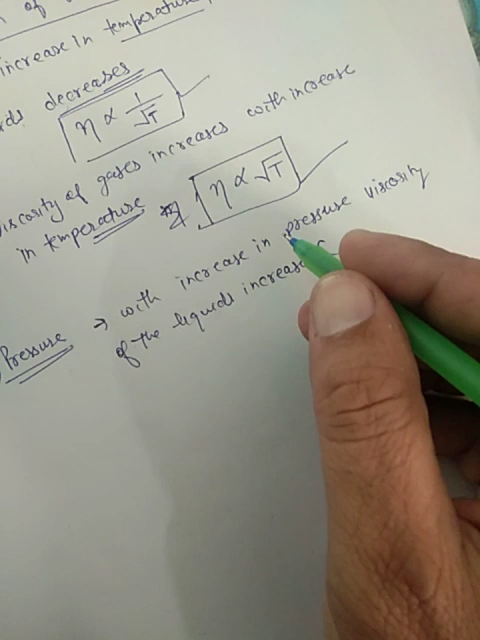 of
increase in temperature,
decreases
η ∝ 1/√T
viscosity of gases increases with increase
in temperature η ∝ √T
Pressure → with increase in pressure viscosity
of the liquids increases